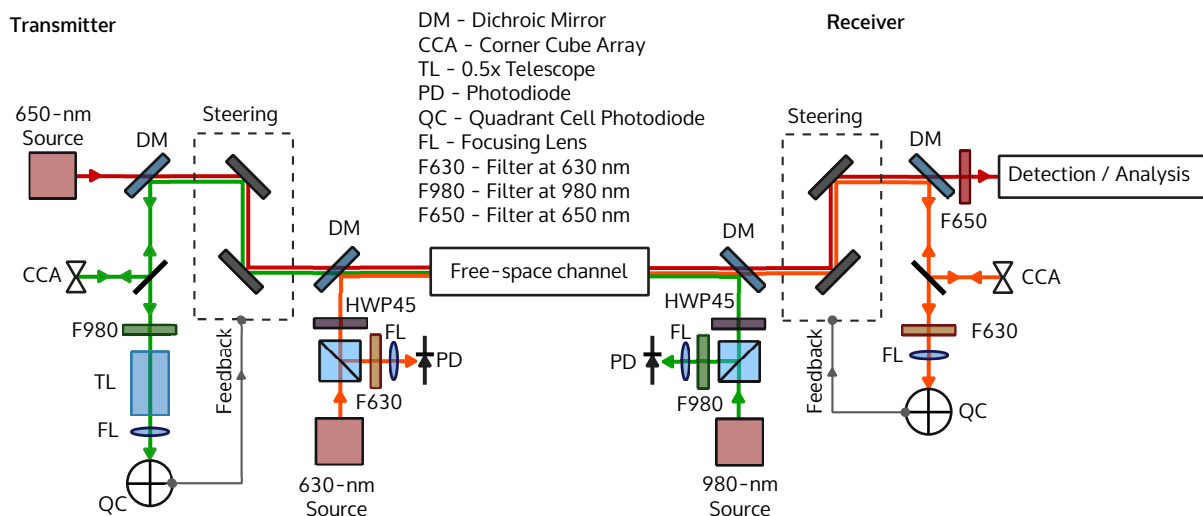 Transmitter
DM - Dichroic Mirror
CCA - Corner Cube Array
TL - 0.5x Telescope
PD - Photodiode
QC - Quadrant Cell Photodiode
FL - Focusing Lens
F630 - Filter at 630 nm
F980 - Filter at 980 nm
F650 - Filter at 650 nm
Receiver
650-nm
Source
DM
Steering
Steering
DM
Detection / Analysis
F650
DM
DM
CCA
Free-space channel
CCA
HWP45
HWP45
F980
FL
PD
F630
TL
Feedback
FL
PD
F630
F980
Feedback
FL
FL
QC
QC
630-nm
Source
980-nm
Source